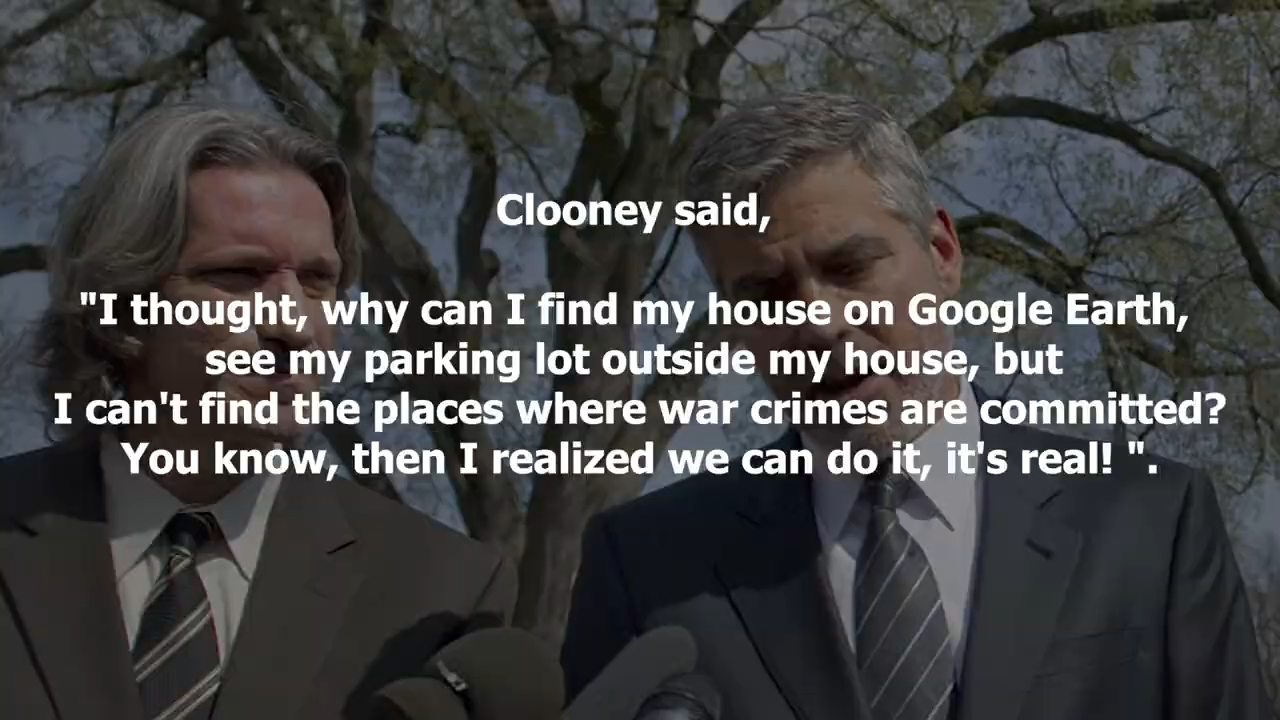 Clooney said,
"I thought, why can I find my house on Google Earth,
see my parking lot outside my house, but
I can't find the places where war crimes are committed?
You know, then I realized we can do it, it's real! ".